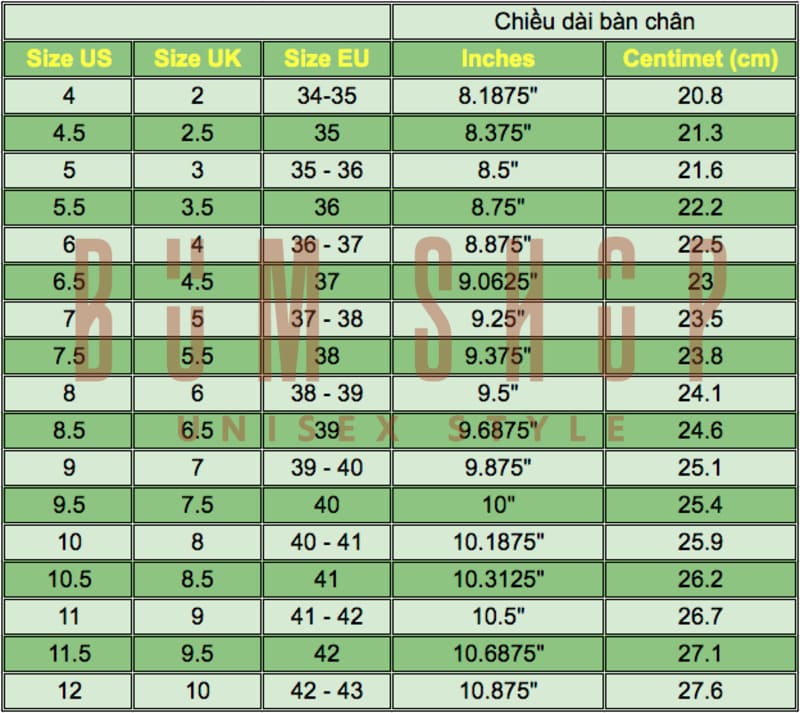 Chiều dài bàn chân
Size US Size UK Size EU Inches Centimet (cm)
4 2 34-35 8.1875" 20.8
4.5 2.5 35 8.375" 21.3
5 3 35 - 36 8.5" 21.6
5.5 3.5 36 8.75" 22.2
6 4 36 - 37 8.875" 22.5
6.5 4.5 37 9.0625" 23
7 5 37 - 38 9.25" 23.5
7.5 5.5 38 9.375" 23.8
8 6 38 - 39 9.5" 24.1
8.5 6.5 39 9.6875" 24.6
9 7 39 - 40 9.875" 25.1
9.5 7.5 40 10" 25.4
10 8 40 - 41 10.1875" 25.9
10.5 8.5 41 10.3125" 26.2
11 9 41 - 42 10.5" 26.7
11.5 9.5 42 10.6875" 27.1
12 10 42 - 43 10.875" 27.6
BUM SHOP
UNISEX STYLE